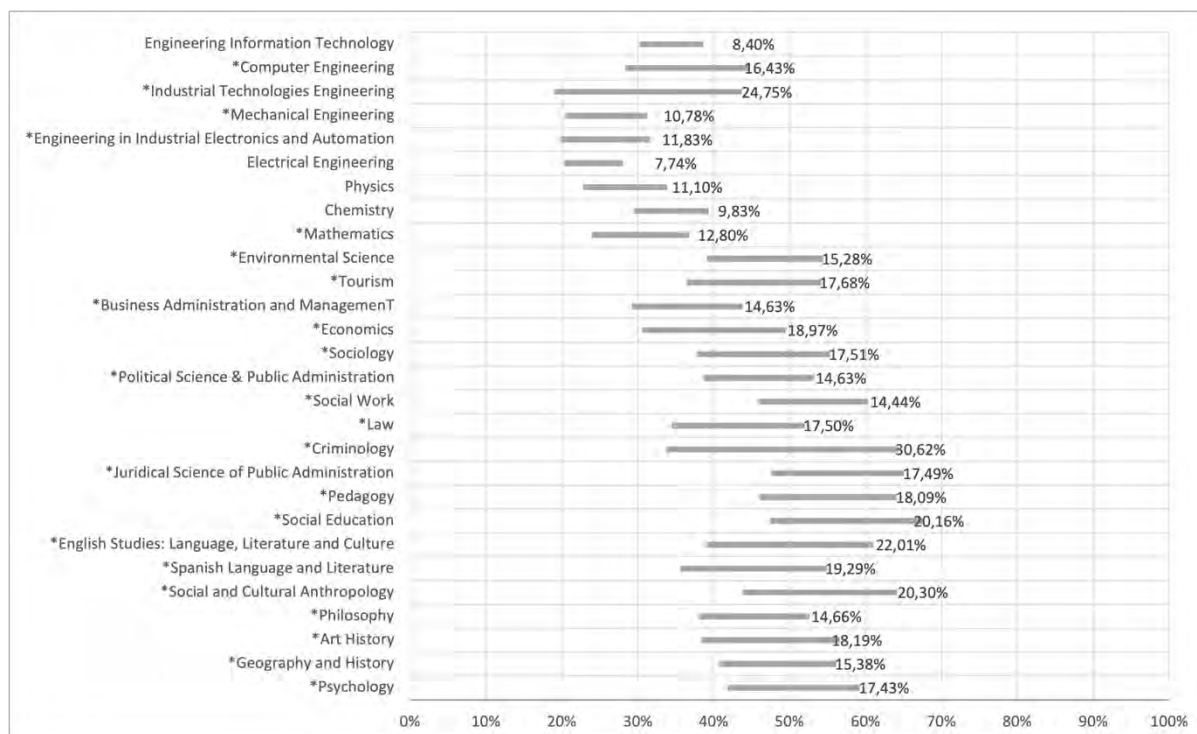 Engineering Information Technology 8,40%
*Computer Engineering 16,43%
*Industrial Technologies Engineering 24,75%
*Mechanical Engineering 10,78%
*Engineering in Industrial Electronics and Automation 11,83%
Electrical Engineering 7,74%
Physics 11,10%
Chemistry 9,83%
*Mathematics 12,80%
*Environmental Science 15,28%
*Tourism 17,68%
*Business Administration and ManagemenT 14,63%
*Economics 18,97%
*Sociology 17,51%
*Political Science & Public Administration 14,63%
*Social Work 14,44%
*Law 17,50%
*Criminology 30,62%
*Juridical Science of Public Administration 17,49%
*Pedagogy 18,09%
*Social Education 20,16%
*English Studies: Language, Literature and Culture 22,01%
*Spanish Language and Literature 19,29%
*Social and Cultural Anthropology 20,30%
*Philosophy 14,66%
*Art History 18,19%
*Geography and History 15,38%
*Psychology 17,43%
0% 10% 20% 30% 40% 50% 60% 70% 80% 90% 100%